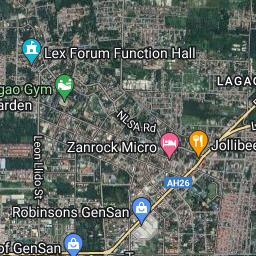 Lex Forum Function Hall
gao Gym
arden
LAGAO
NLSA Rd
Leon Llido St
Zanrock Micro
Jollibee
AH26
Robinsons GenSan
of GenSan